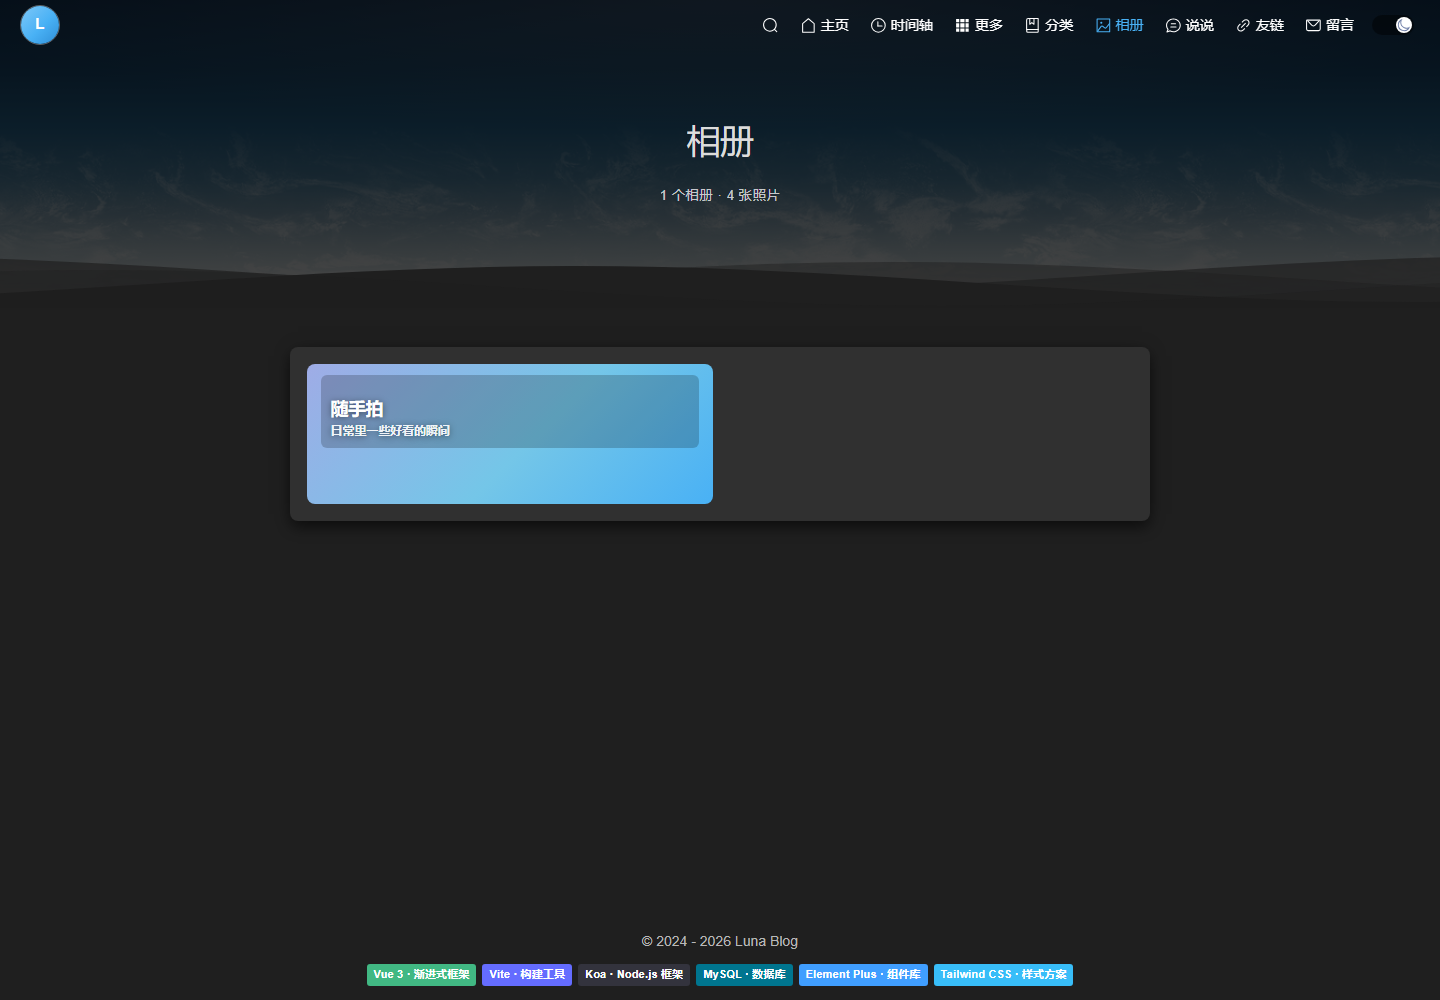 L
主页 时间轴 更多 分类 相册 说说 友链 留言
相册
1 个相册 · 4 张照片
随手拍
日常里一些好看的瞬间
© 2024 - 2026 Luna Blog
Vue 3 · 渐进式框架 Vite · 构建工具 Koa · Node.js 框架 MySQL · 数据库 Element Plus · 组件库 Tailwind CSS · 样式方案